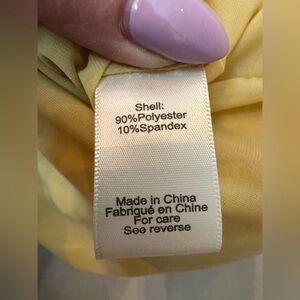 Shell:
90%Polyester
10%Spandex
Made in China
Fabriqué en Chine
For care
See reverse